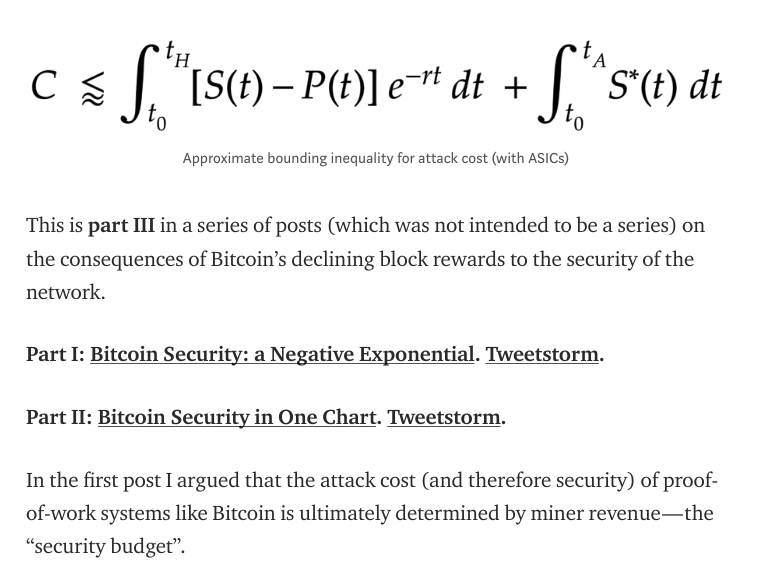 C ⪅ ∫_{t_0}^{t_H} [S(t) − P(t)] e^{−rt} dt + ∫_{t_0}^{t_A} S*(t) dt
Approximate bounding inequality for attack cost (with ASICs)
This is part III in a series of posts (which was not intended to be a series) on
the consequences of Bitcoin’s declining block rewards to the security of the
network.
Part I: Bitcoin Security: a Negative Exponential. Tweetstorm.
Part II: Bitcoin Security in One Chart. Tweetstorm.
In the first post I argued that the attack cost (and therefore security) of proof-
of-work systems like Bitcoin is ultimately determined by miner revenue—the
“security budget”.